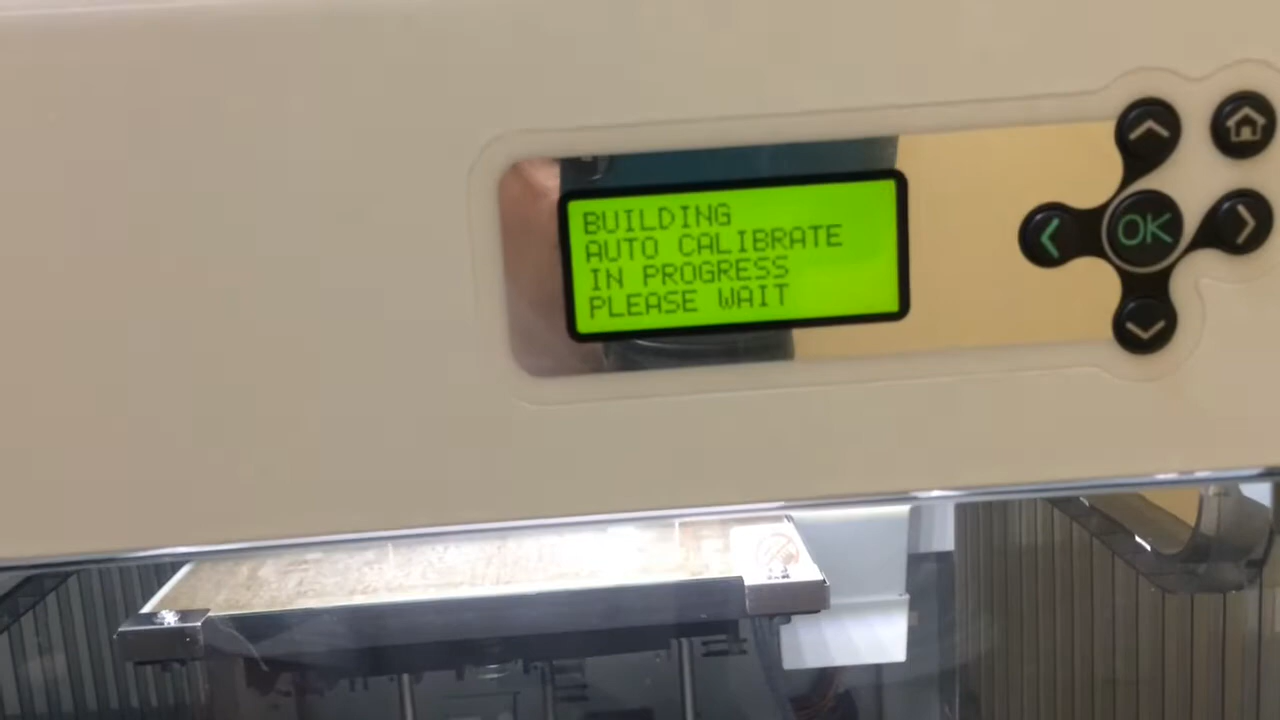 BUILDING
AUTO CALIBRATE
IN PROGRESS
PLEASE WAIT
OK